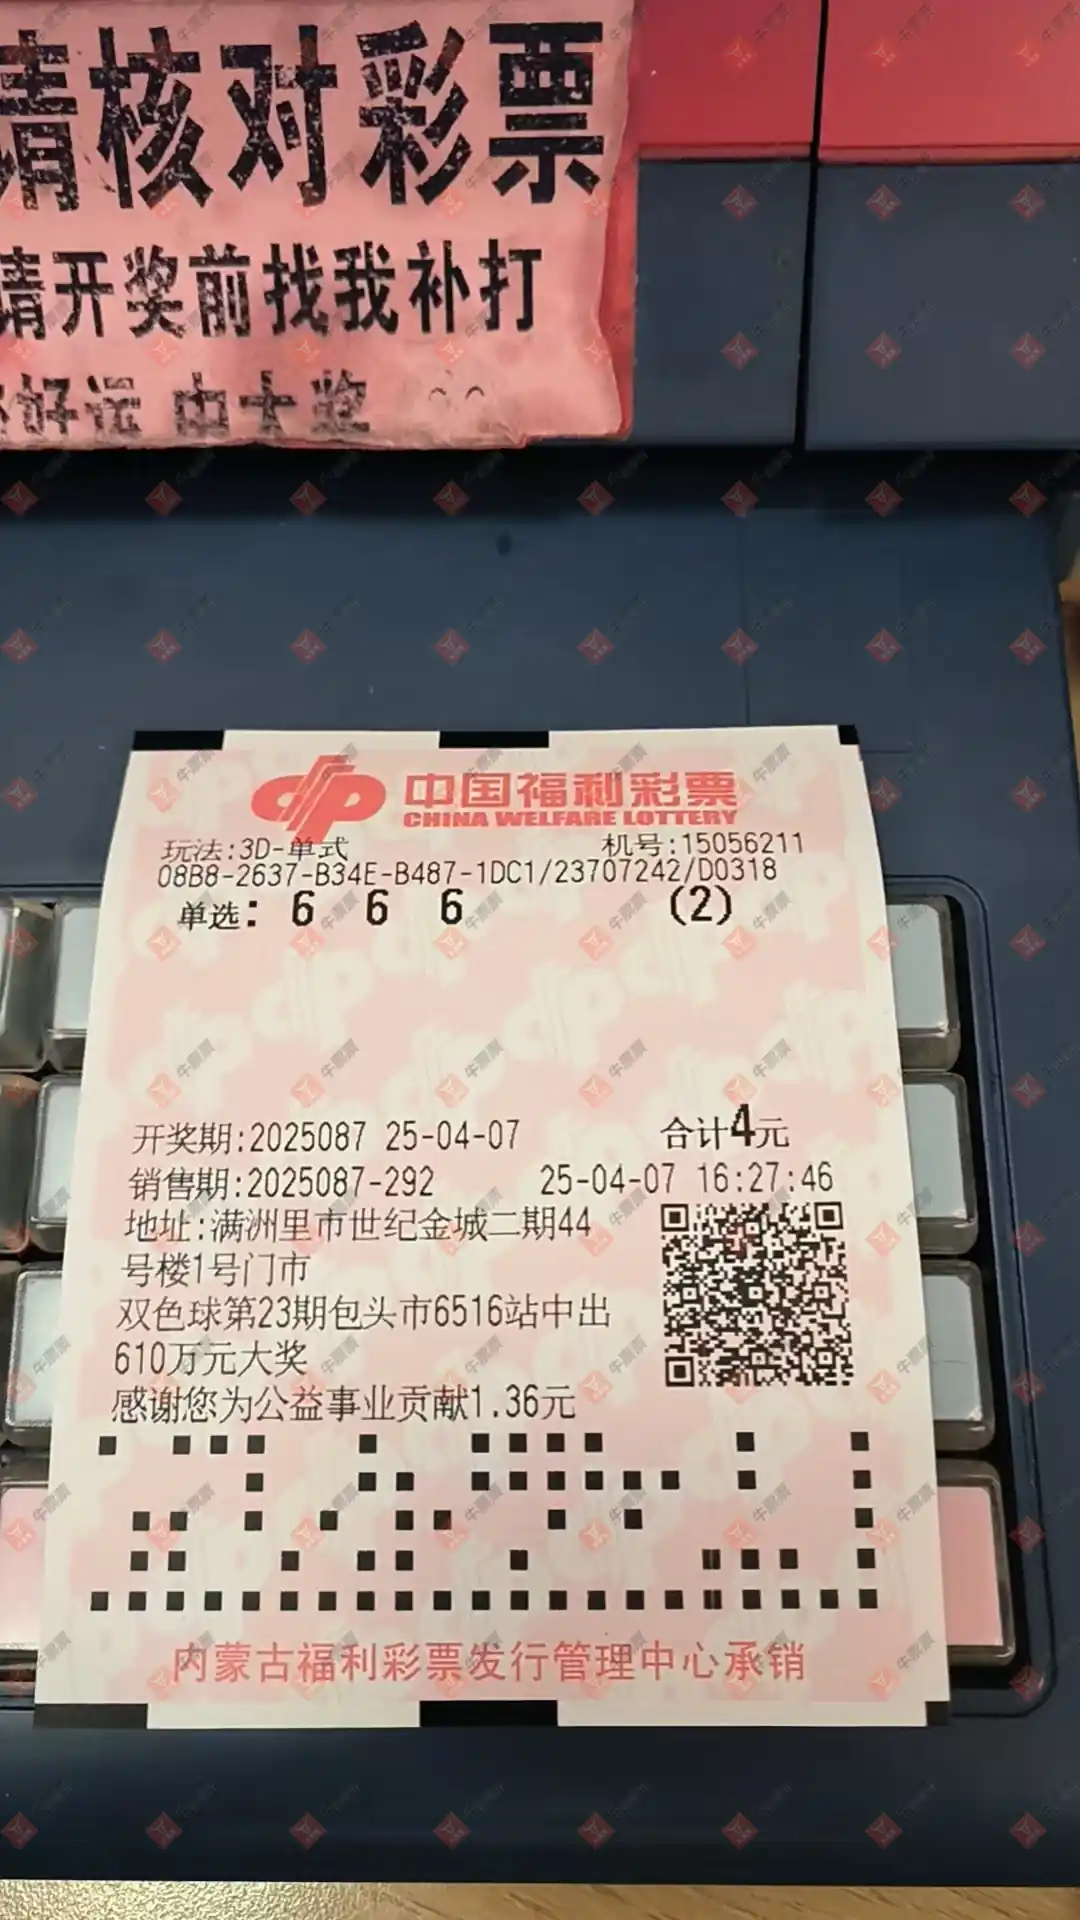 请核对彩票
请开奖前找我补打
好运 中大奖
中国福利彩票
CHINA WELFARE LOTTERY
玩法:3D-单式 机号:15056211
08B8-2637-B34E-B487-1DC1/23707242/D0318
单选: 6 6 6 (2)
开奖期:2025087 25-04-07 合计4元
销售期:2025087-292 25-04-07 16:27:46
地址:满洲里市世纪金城二期44
号楼1号门市
双色球第23期包头市6516站中出
610万元大奖
感谢您为公益事业贡献1.36元
内蒙古福利彩票发行管理中心承销
牛票票